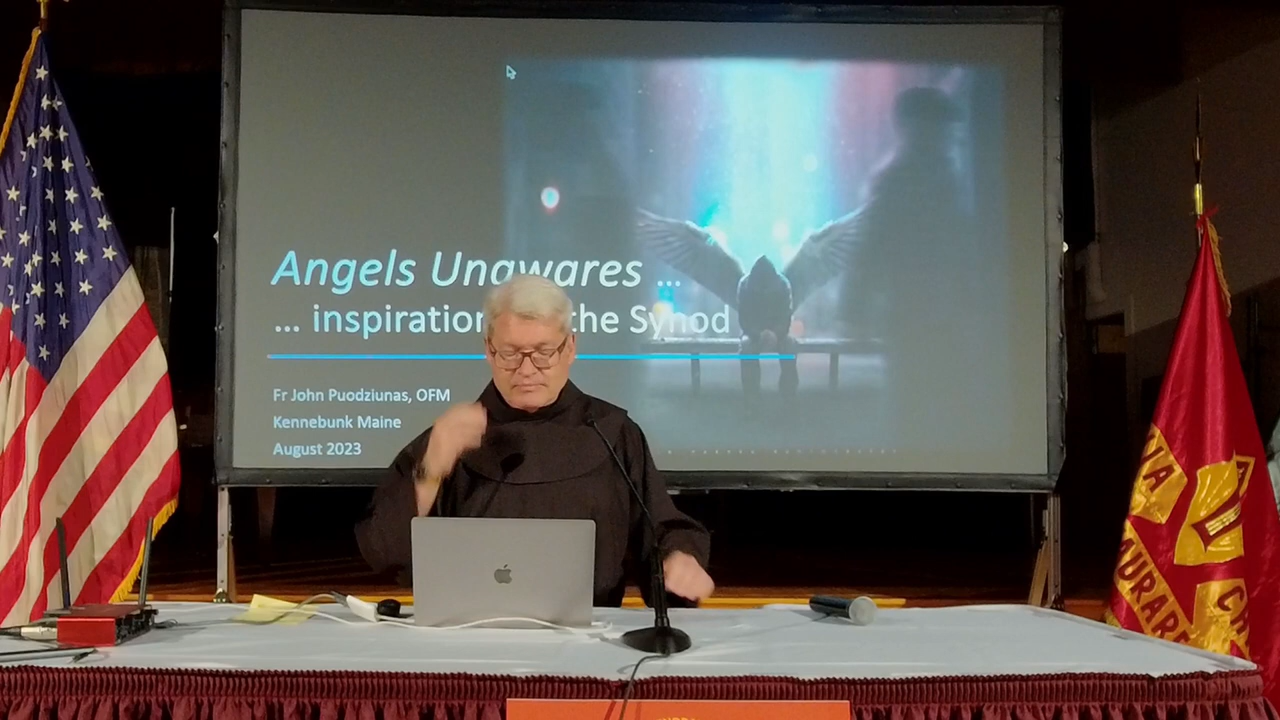 Angels Unawares ...
... inspiration the Synod
Fr John Puodziunas, OFM
Kennebunk Maine
August 2023